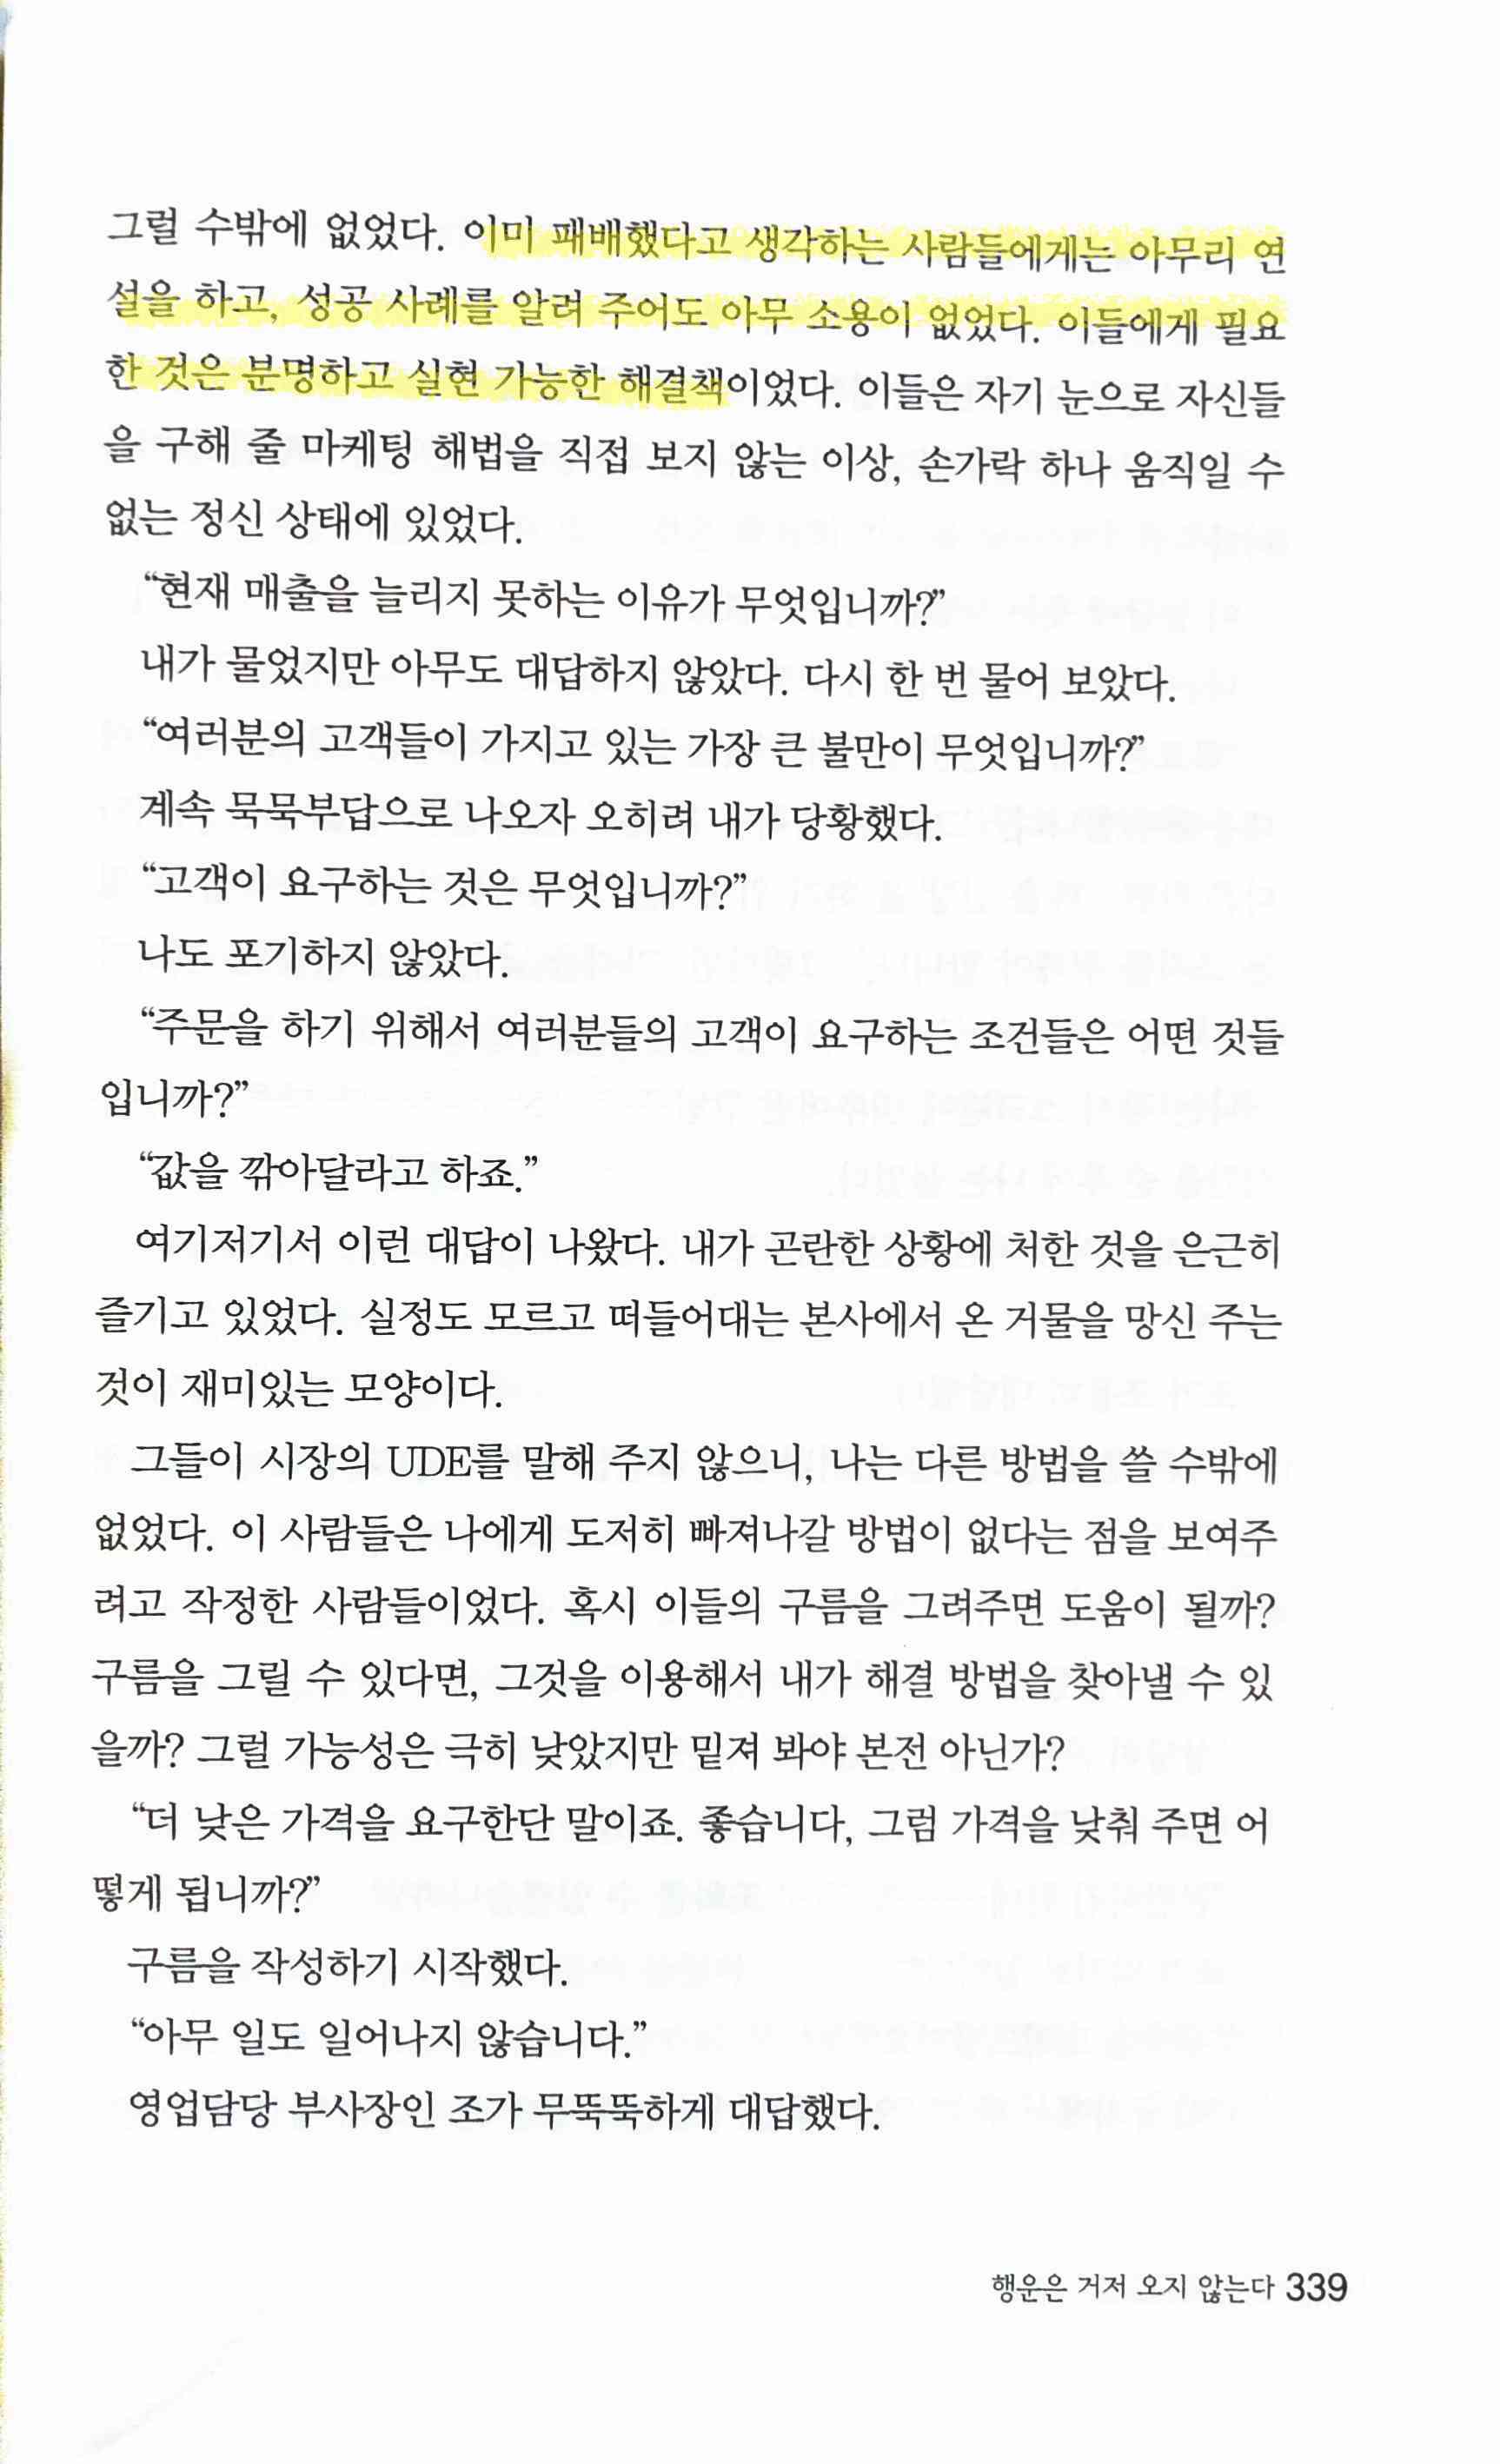 그럴 수밖에 없었다. 이미 패배했다고 생각하는 사람들에게는 아무리 연
설을 하고, 성공 사례를 알려 주어도 아무 소용이 없었다. 이들에게 필요
한 것은 분명하고 실현 가능한 해결책이었다. 이들은 자기 눈으로 자신들
을 구해 줄 마케팅 해법을 직접 보지 않는 이상, 손가락 하나 움직일 수
없는 정신 상태에 있었다.
“현재 매출을 늘리지 못하는 이유가 무엇입니까?”
내가 물었지만 아무도 대답하지 않았다. 다시 한 번 물어 보았다.
“여러분의 고객들이 가지고 있는 가장 큰 불만이 무엇입니까?”
계속 묵묵부답으로 나오자 오히려 내가 당황했다.
“고객이 요구하는 것은 무엇입니까?”
나도 포기하지 않았다.
“주문을 하기 위해서 여러분들의 고객이 요구하는 조건들은 어떤 것들
입니까?”
“값을 깎아달라고 하죠.”
여기저기서 이런 대답이 나왔다. 내가 곤란한 상황에 처한 것을 은근히
즐기고 있었다. 실정도 모르고 떠들어대는 본사에서 온 거물을 망신 주는
것이 재미있는 모양이다.
그들이 시장의 UDE를 말해 주지 않으니, 나는 다른 방법을 쓸 수밖에
없었다. 이 사람들은 나에게 도저히 빠져나갈 방법이 없다는 점을 보여주
려고 작정한 사람들이었다. 혹시 이들의 구름을 그려주면 도움이 될까?
구름을 그릴 수 있다면, 그것을 이용해서 내가 해결 방법을 찾아낼 수 있
을까? 그럴 가능성은 극히 낮았지만 밑져 봐야 본전 아닌가?
“더 낮은 가격을 요구한단 말이죠. 좋습니다, 그럼 가격을 낮춰 주면 어
떻게 됩니까?”
구름을 작성하기 시작했다.
“아무 일도 일어나지 않습니다.”
영업담당 부사장인 조가 무뚝뚝하게 대답했다.
행운은 거저 오지 않는다 339